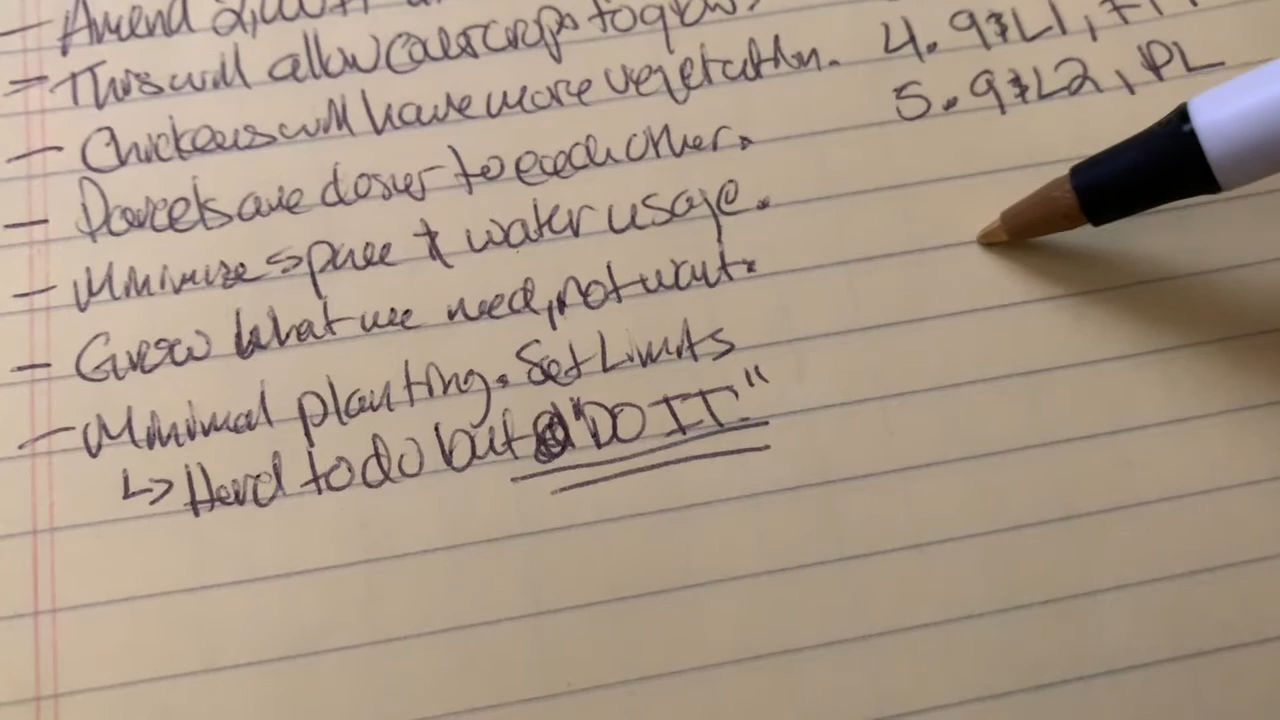 - Amend
= This will allow cover crops to grow.
- Chickens will have more vegetation.
- Parcels are closer to each other.
- Minimize space & water usage.
- Grow what we need, not want.
- Minimal planting. Set Limits
↳ Hard to do but "DO IT."
4. 9#L1,
5. 9#L2, PL